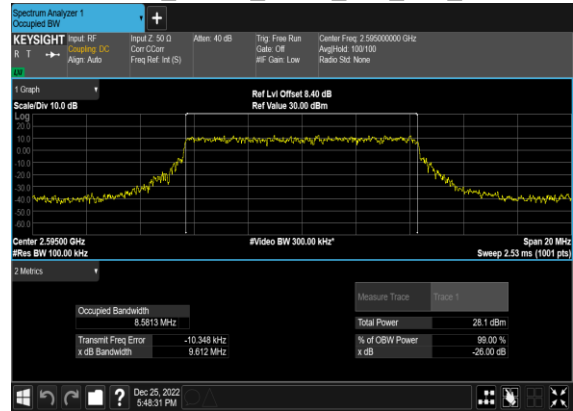 Spectrum Analyzer 1
Occupied BW
+
KEYSIGHT Input: RF Input Z: 50 Ω Atten: 40 dB Trig: Free Run Center Freq: 2.595000000 GHz
R T Coupling: DC Corr CCorr Gate: Off Avg|Hold: 100/100
Align: Auto Freq Ref: Int (S) #IF Gain: Low Radio Std: None
LXI
1 Graph
Ref Lvl Offset 8.40 dB
Scale/Div 10.0 dB Ref Value 30.00 dBm
Log
20.0
10.0
0.00
-10.0
-20.0
-30.0
-40.0
-50.0
-60.0
Center 2.59500 GHz #Video BW 300.00 kHz* Span 20 MHz
#Res BW 100.00 kHz Sweep 2.53 ms (1001 pts)
2 Metrics
Measure Trace Trace 1
Occupied Bandwidth
8.5813 MHz Total Power 28.1 dBm
Transmit Freq Error -10.348 kHz % of OBW Power 99.00 %
x dB Bandwidth 9.612 MHz x dB -26.00 dB
? Dec 25, 2022
5:48:31 PM